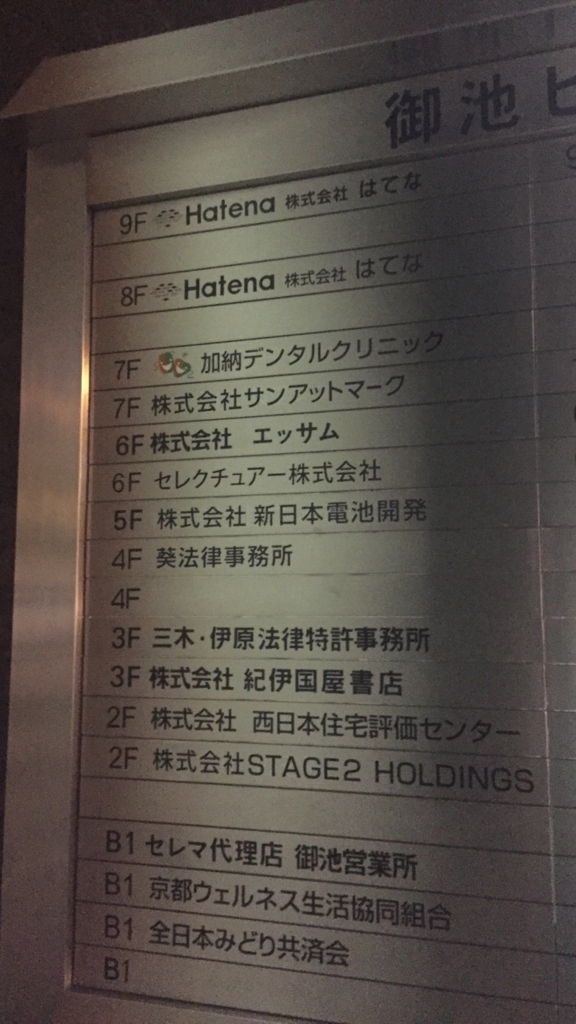 御池ビ
9F Hatena 株式会社 はてな
8F Hatena 株式会社 はてな
7F 加納デンタルクリニック
7F 株式会社サンアットマーク
6F 株式会社 エッサム
6F セレクチュアー株式会社
5F 株式会社 新日本電池開発
4F 葵法律事務所
4F
3F 三木・伊原法律特許事務所
3F 株式会社 紀伊国屋書店
2F 株式会社 西日本住宅評価センター
2F 株式会社STAGE2 HOLDINGS
B1 セレマ代理店 御池営業所
B1 京都ウェルネス生活協同組合
B1 全日本みどり共済会
B1